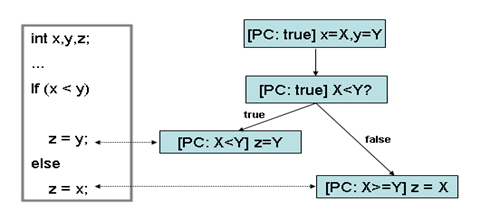 int x,y,z;
...
If (x < y)
z = y;
else
z = x;
[PC: true] x=X,y=Y
[PC: true] X<Y?
true
false
[PC: X<Y] z=Y
[PC: X>=Y] z = X